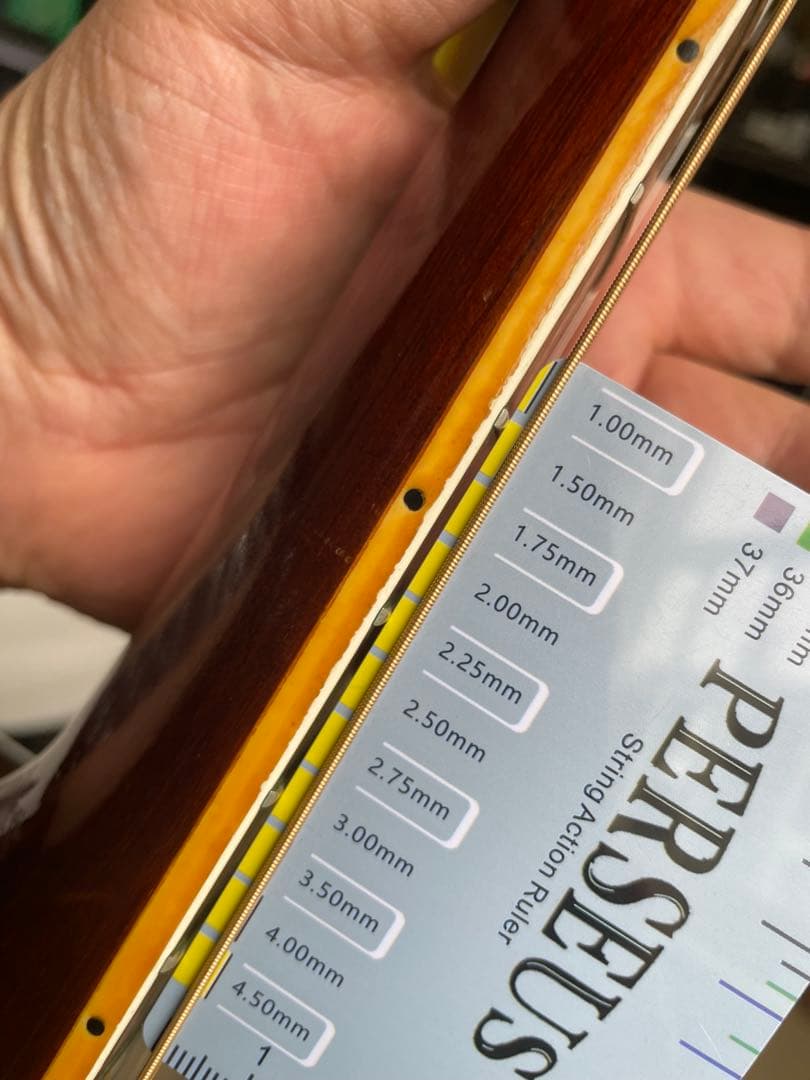 1.00mm
1.50mm
1.75mm
2.00mm
2.25mm
2.50mm
2.75mm
3.00mm
3.50mm
4.00mm
4.50mm
1
37mm
36mm
PERSEUS
String Action Ruler